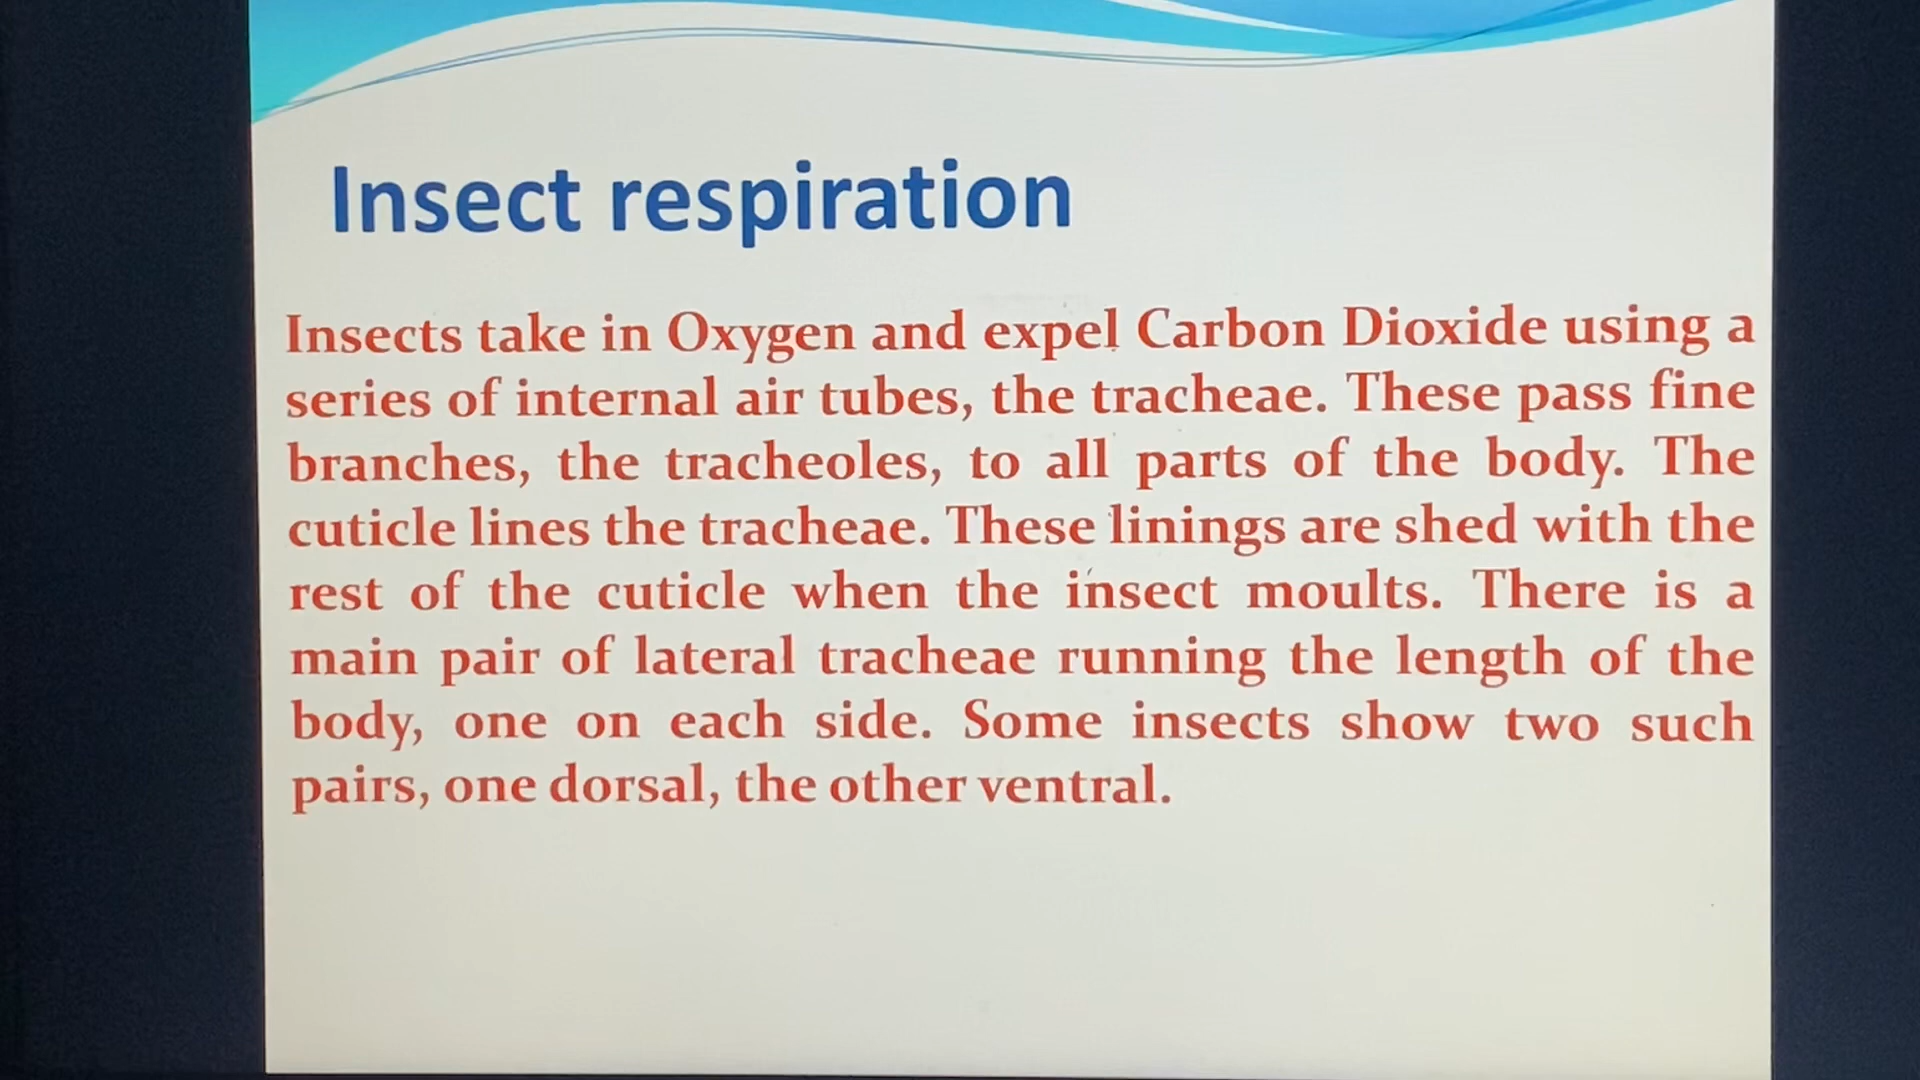 Insect respiration
Insects take in Oxygen and expel Carbon Dioxide using a
series of internal air tubes, the tracheae. These pass fine
branches, the tracheoles, to all parts of the body. The
cuticle lines the tracheae. These linings are shed with the
rest of the cuticle when the insect moults. There is a
main pair of lateral tracheae running the length of the
body, one on each side. Some insects show two such
pairs, one dorsal, the other ventral.